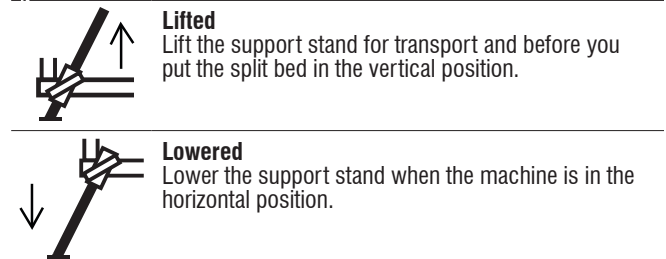 Lifted
Lift the support stand for transport and before you
put the split bed in the vertical position.
Lowered
Lower the support stand when the machine is in the
horizontal position.